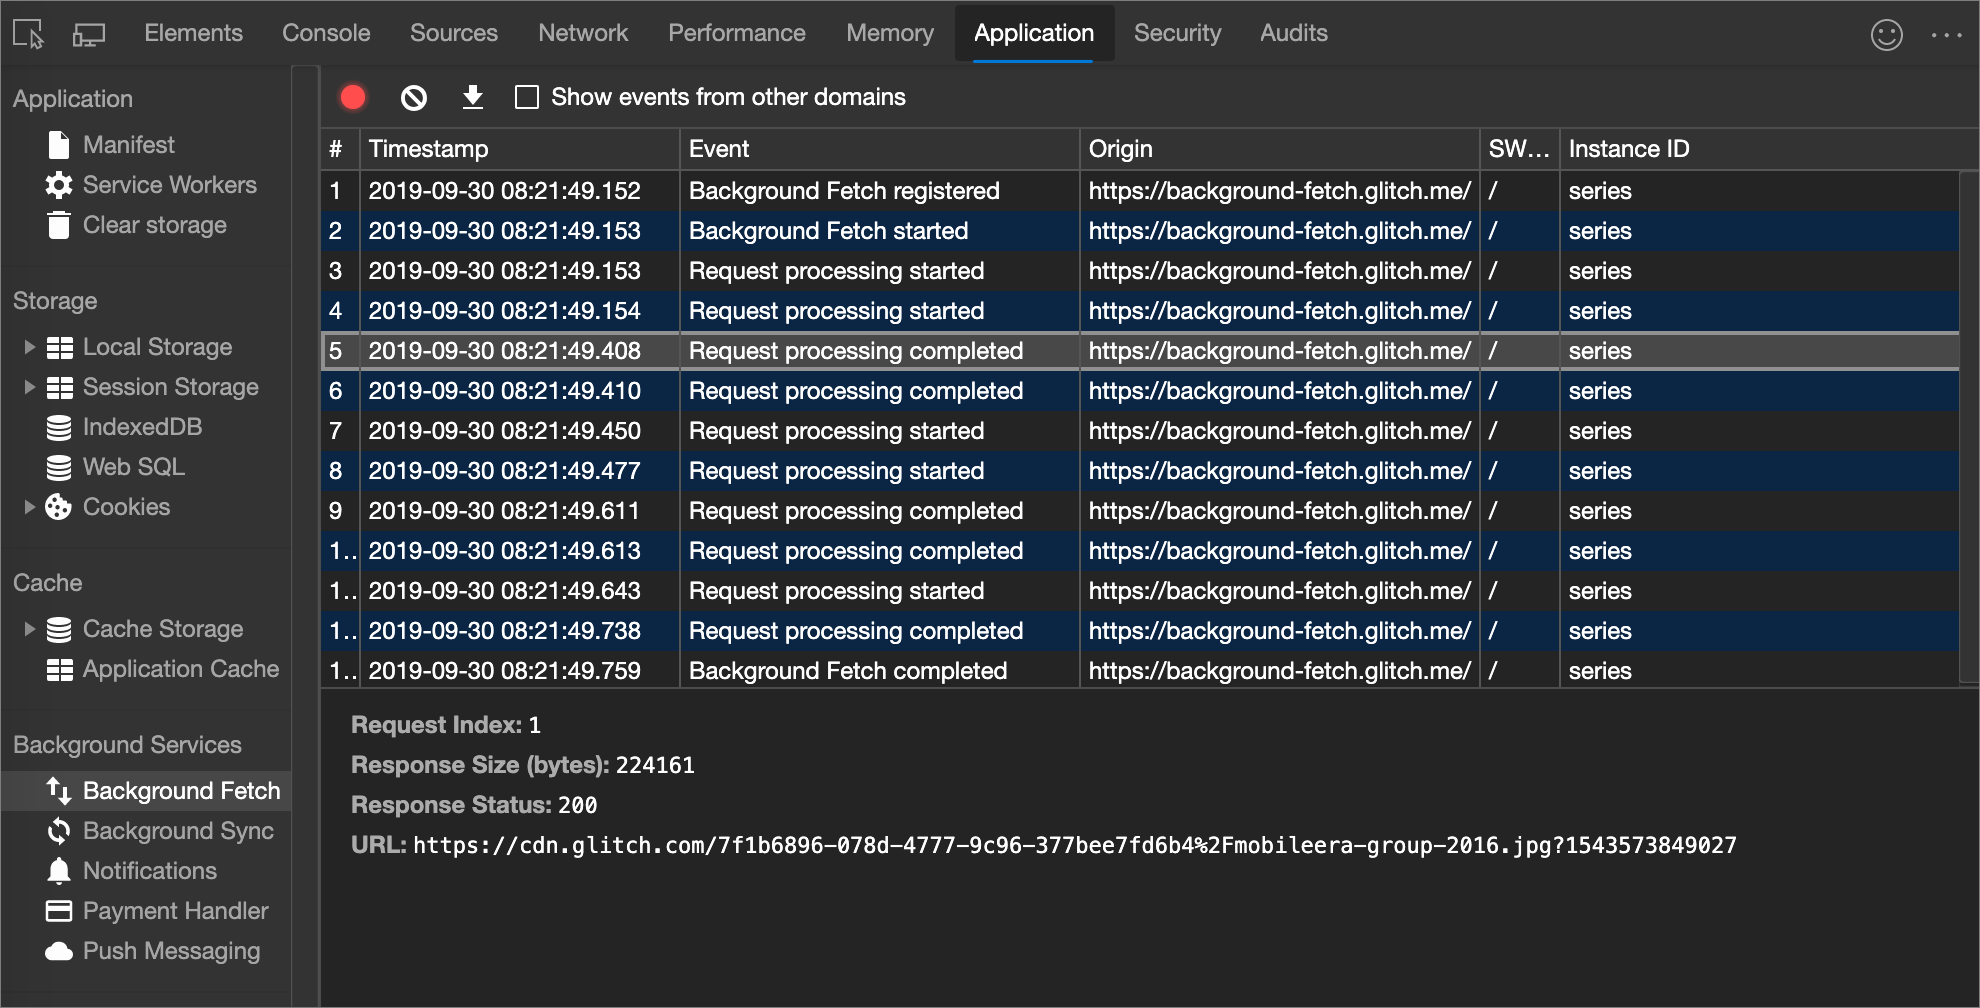 Elements Console Sources Network Performance Memory Application Security Audits
Application
Manifest
Service Workers
Clear storage
Storage
Local Storage
Session Storage
IndexedDB
Web SQL
Cookies
Cache
Cache Storage
Application Cache
Background Services
Background Fetch
Background Sync
Notifications
Payment Handler
Push Messaging
Show events from other domains
# Timestamp Event Origin SW... Instance ID
1 2019-09-30 08:21:49.152 Background Fetch registered https://background-fetch.glitch.me/ / series
2 2019-09-30 08:21:49.153 Background Fetch started https://background-fetch.glitch.me/ / series
3 2019-09-30 08:21:49.153 Request processing started https://background-fetch.glitch.me/ / series
4 2019-09-30 08:21:49.154 Request processing started https://background-fetch.glitch.me/ / series
5 2019-09-30 08:21:49.408 Request processing completed https://background-fetch.glitch.me/ / series
6 2019-09-30 08:21:49.410 Request processing completed https://background-fetch.glitch.me/ / series
7 2019-09-30 08:21:49.450 Request processing started https://background-fetch.glitch.me/ / series
8 2019-09-30 08:21:49.477 Request processing started https://background-fetch.glitch.me/ / series
9 2019-09-30 08:21:49.611 Request processing completed https://background-fetch.glitch.me/ / series
1.. 2019-09-30 08:21:49.613 Request processing completed https://background-fetch.glitch.me/ / series
1.. 2019-09-30 08:21:49.643 Request processing started https://background-fetch.glitch.me/ / series
1.. 2019-09-30 08:21:49.738 Request processing completed https://background-fetch.glitch.me/ / series
1.. 2019-09-30 08:21:49.759 Background Fetch completed https://background-fetch.glitch.me/ / series
Request Index: 1
Response Size (bytes): 224161
Response Status: 200
URL: https://cdn.glitch.com/7f1b6896-078d-4777-9c96-377bee7fd6b4%2Fmobileera-group-2016.jpg?1543573849027